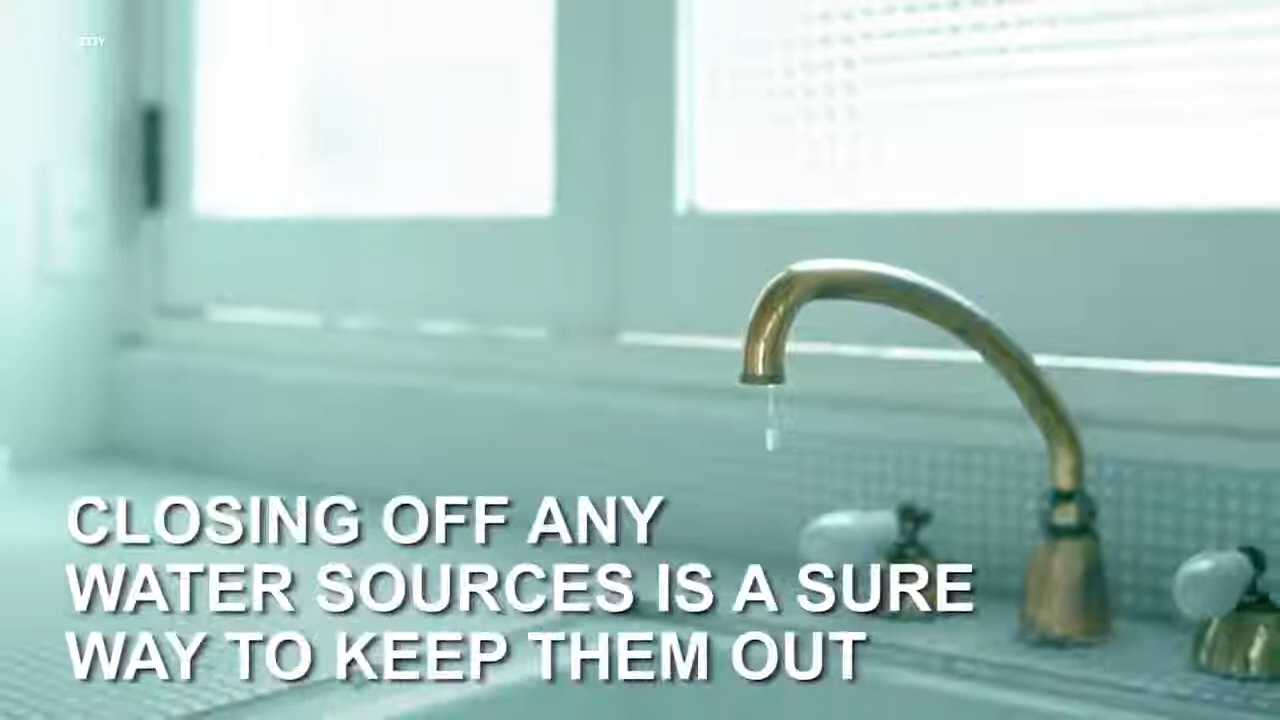 CLOSING OFF ANY
WATER SOURCES IS A SURE
WAY TO KEEP THEM OUT